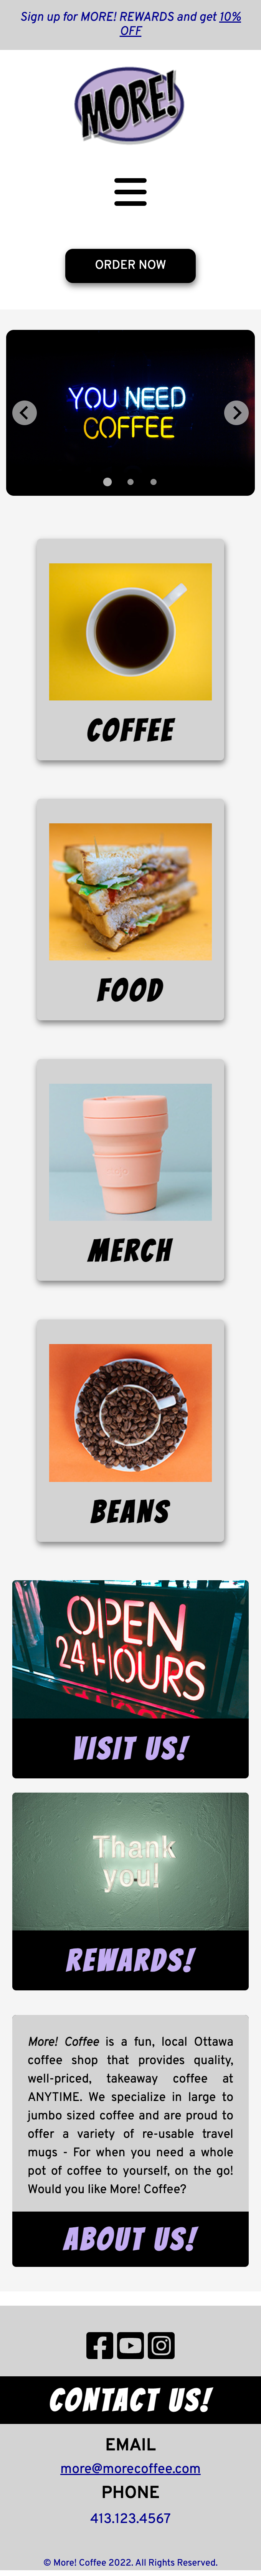 Sign up for MORE! REWARDS and get 10%
OFF
MORE!
ORDER NOW
YOU NEED
COFFEE
COFFEE
FOOD
MERCH
BEANS
OPEN
24 HOURS
VISIT US!
Thank
you!
REWARDS!
More! Coffee is a fun, local Ottawa
coffee shop that provides quality,
well-priced, takeaway coffee at
ANYTIME. We specialize in large to
jumbo sized coffee and are proud to
offer a variety of re-usable travel
mugs - For when you need a whole
pot of coffee to yourself, on the go!
Would you like More! Coffee?
ABOUT US!
CONTACT US!
EMAIL
more@morecoffee.com
PHONE
413.123.4567
© More! Coffee 2022. All Rights Reserved.